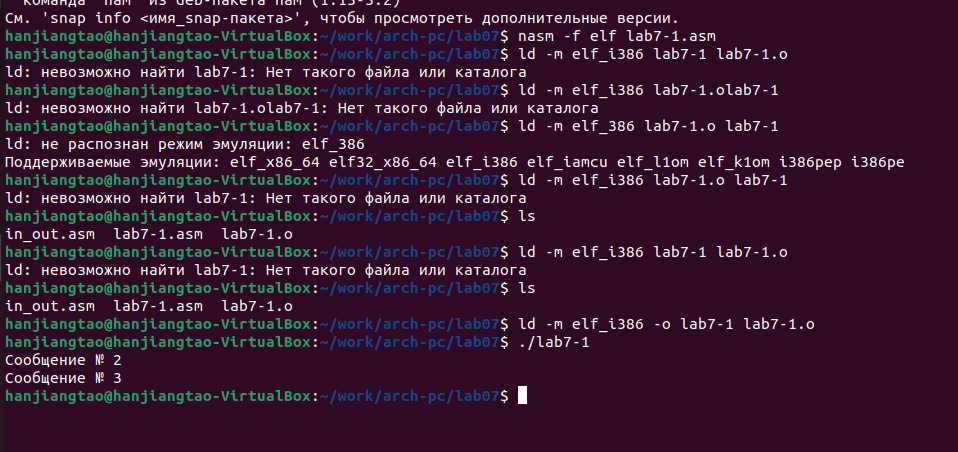 команда 'nam' из deb-пакета nam (1.15-5.2)
См. 'snap info <имя_snap-пакета>', чтобы просмотреть дополнительные версии.
hanjiangtao@hanjiangtao-VirtualBox:~/work/arch-pc/lab07$ nasm -f elf lab7-1.asm
hanjiangtao@hanjiangtao-VirtualBox:~/work/arch-pc/lab07$ ld -m elf_i386 lab7-1 lab7-1.o
ld: невозможно найти lab7-1: Нет такого файла или каталога
hanjiangtao@hanjiangtao-VirtualBox:~/work/arch-pc/lab07$ ld -m elf_i386 lab7-1.olab7-1
ld: невозможно найти lab7-1.olab7-1: Нет такого файла или каталога
hanjiangtao@hanjiangtao-VirtualBox:~/work/arch-pc/lab07$ ld -m elf_386 lab7-1.o lab7-1
ld: не распознан режим эмуляции: elf_386
Поддерживаемые эмуляции: elf_x86_64 elf32_x86_64 elf_i386 elf_iamcu elf_l1om elf_k1om i386pep i386pe
hanjiangtao@hanjiangtao-VirtualBox:~/work/arch-pc/lab07$ ld -m elf_i386 lab7-1.o lab7-1
ld: невозможно найти lab7-1: Нет такого файла или каталога
hanjiangtao@hanjiangtao-VirtualBox:~/work/arch-pc/lab07$ ls
in_out.asm  lab7-1.asm  lab7-1.o
hanjiangtao@hanjiangtao-VirtualBox:~/work/arch-pc/lab07$ ld -m elf_i386 lab7-1 lab7-1.o
ld: невозможно найти lab7-1: Нет такого файла или каталога
hanjiangtao@hanjiangtao-VirtualBox:~/work/arch-pc/lab07$ ls
in_out.asm  lab7-1.asm  lab7-1.o
hanjiangtao@hanjiangtao-VirtualBox:~/work/arch-pc/lab07$ ld -m elf_i386 -o lab7-1 lab7-1.o
hanjiangtao@hanjiangtao-VirtualBox:~/work/arch-pc/lab07$ ./lab7-1
Сообщение № 2
Сообщение № 3
hanjiangtao@hanjiangtao-VirtualBox:~/work/arch-pc/lab07$